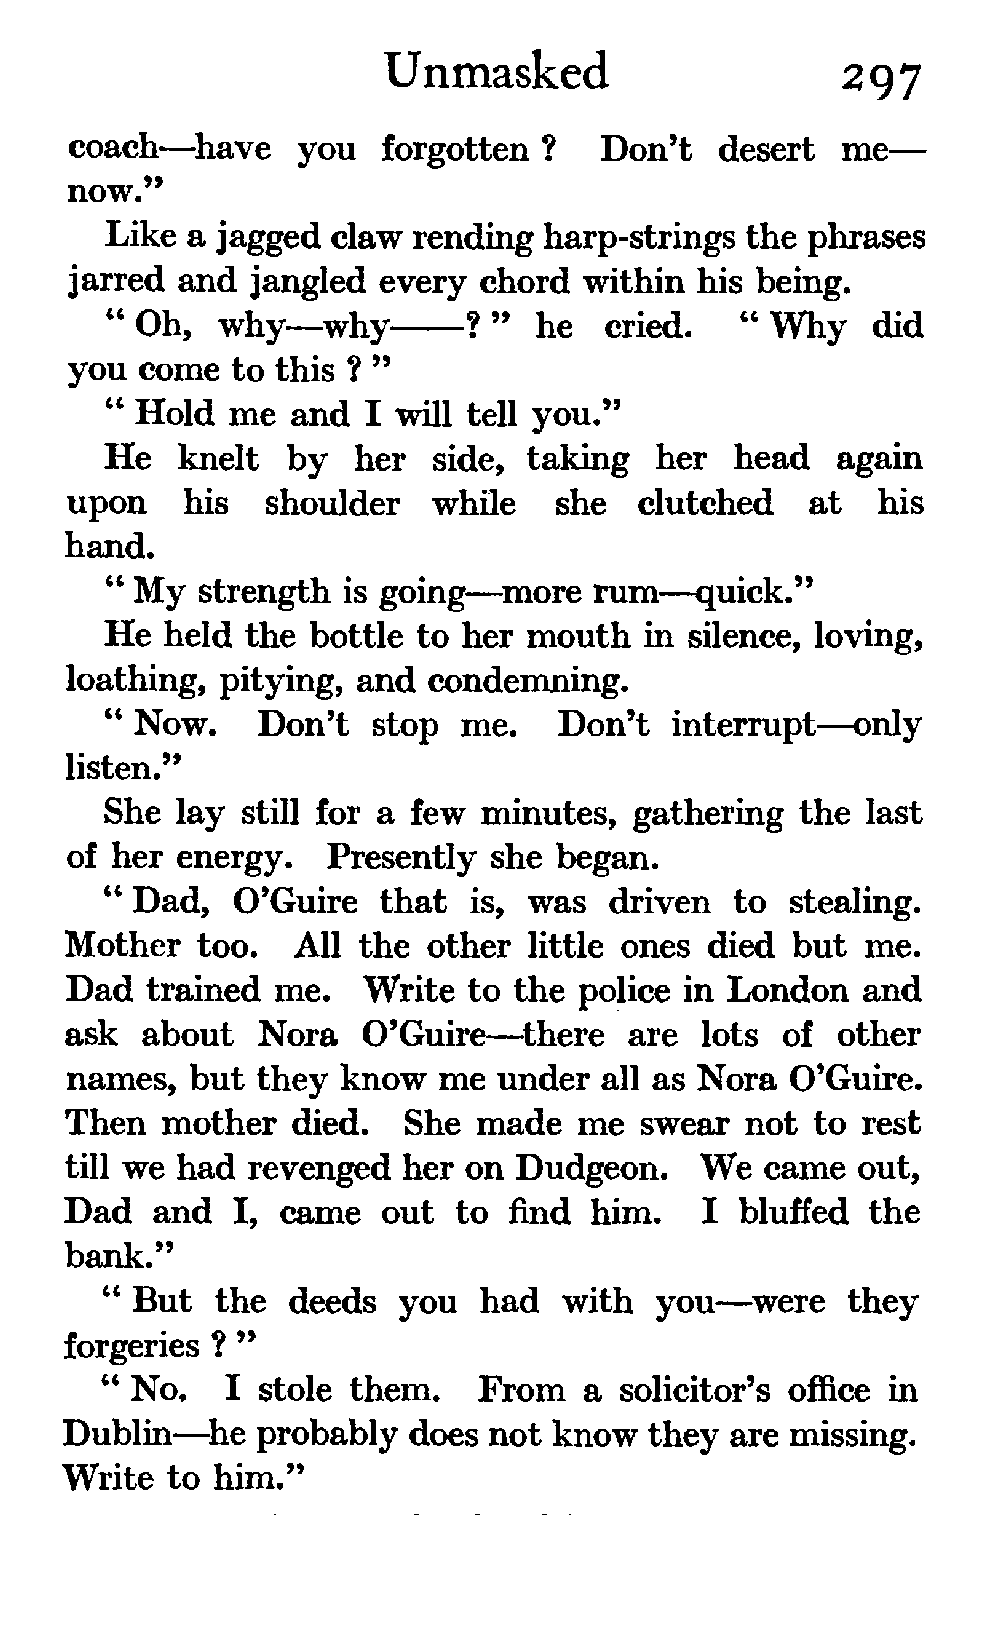 Unmasked 297
coach—have you forgotten ? Don't desert me—
now."
Like a jagged claw rending harp-strings the phrases
jarred and jangled every chord within his being.
" Oh, why—why——? " he cried. " Why did
you come to this ? "
" Hold me and I will tell you."
He knelt by her side, taking her head again
upon his shoulder while she clutched at his
hand.
" My strength is going—more rum—quick."
He held the bottle to her mouth in silence, loving,
loathing, pitying, and condemning.
" Now. Don't stop me. Don't interrupt—only
listen."
She lay still for a few minutes, gathering the last
of her energy. Presently she began.
" Dad, O'Guire that is, was driven to stealing.
Mother too. All the other little ones died but me.
Dad trained me. Write to the police in London and
ask about Nora O'Guire—there are lots of other
names, but they know me under all as Nora O'Guire.
Then mother died. She made me swear not to rest
till we had revenged her on Dudgeon. We came out,
Dad and I, came out to find him. I bluffed the
bank."
" But the deeds you had with you—were they
forgeries ? "
" No. I stole them. From a solicitor's office in
Dublin—he probably does not know they are missing.
Write to him."